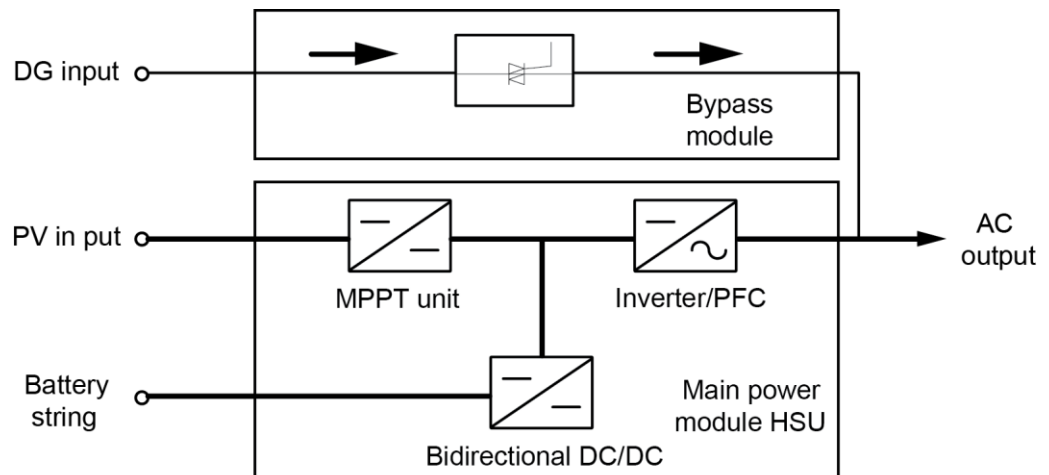 DG input
Bypass
module
PV in put
MPPT unit
Inverter/PFC
AC
output
Battery
string
Bidirectional DC/DC
Main power
module HSU